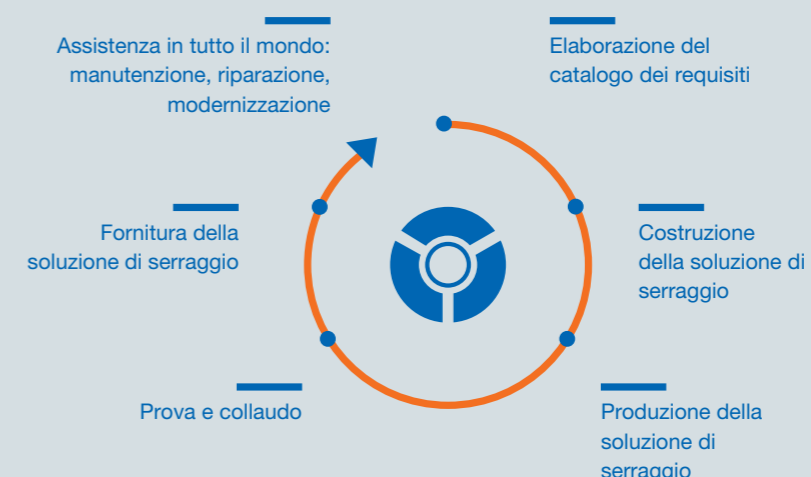 Assistenza in tutto il mondo:
manutenzione, riparazione,
modernizzazione
Elaborazione del
catalogo dei requisiti
Fornitura della
soluzione di serraggio
Costruzione
della soluzione di
serraggio
Prova e collaudo
Produzione della
soluzione di
serraggio